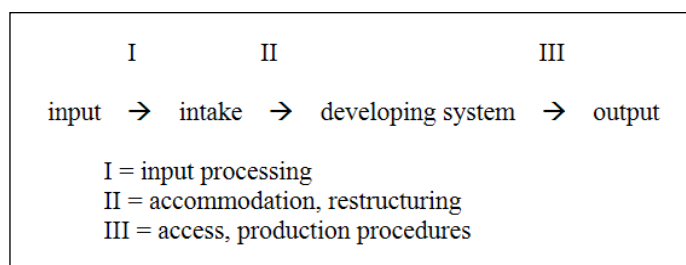 I II III
input → intake → developing system → output
I = input processing
II = accommodation, restructuring
III = access, production procedures